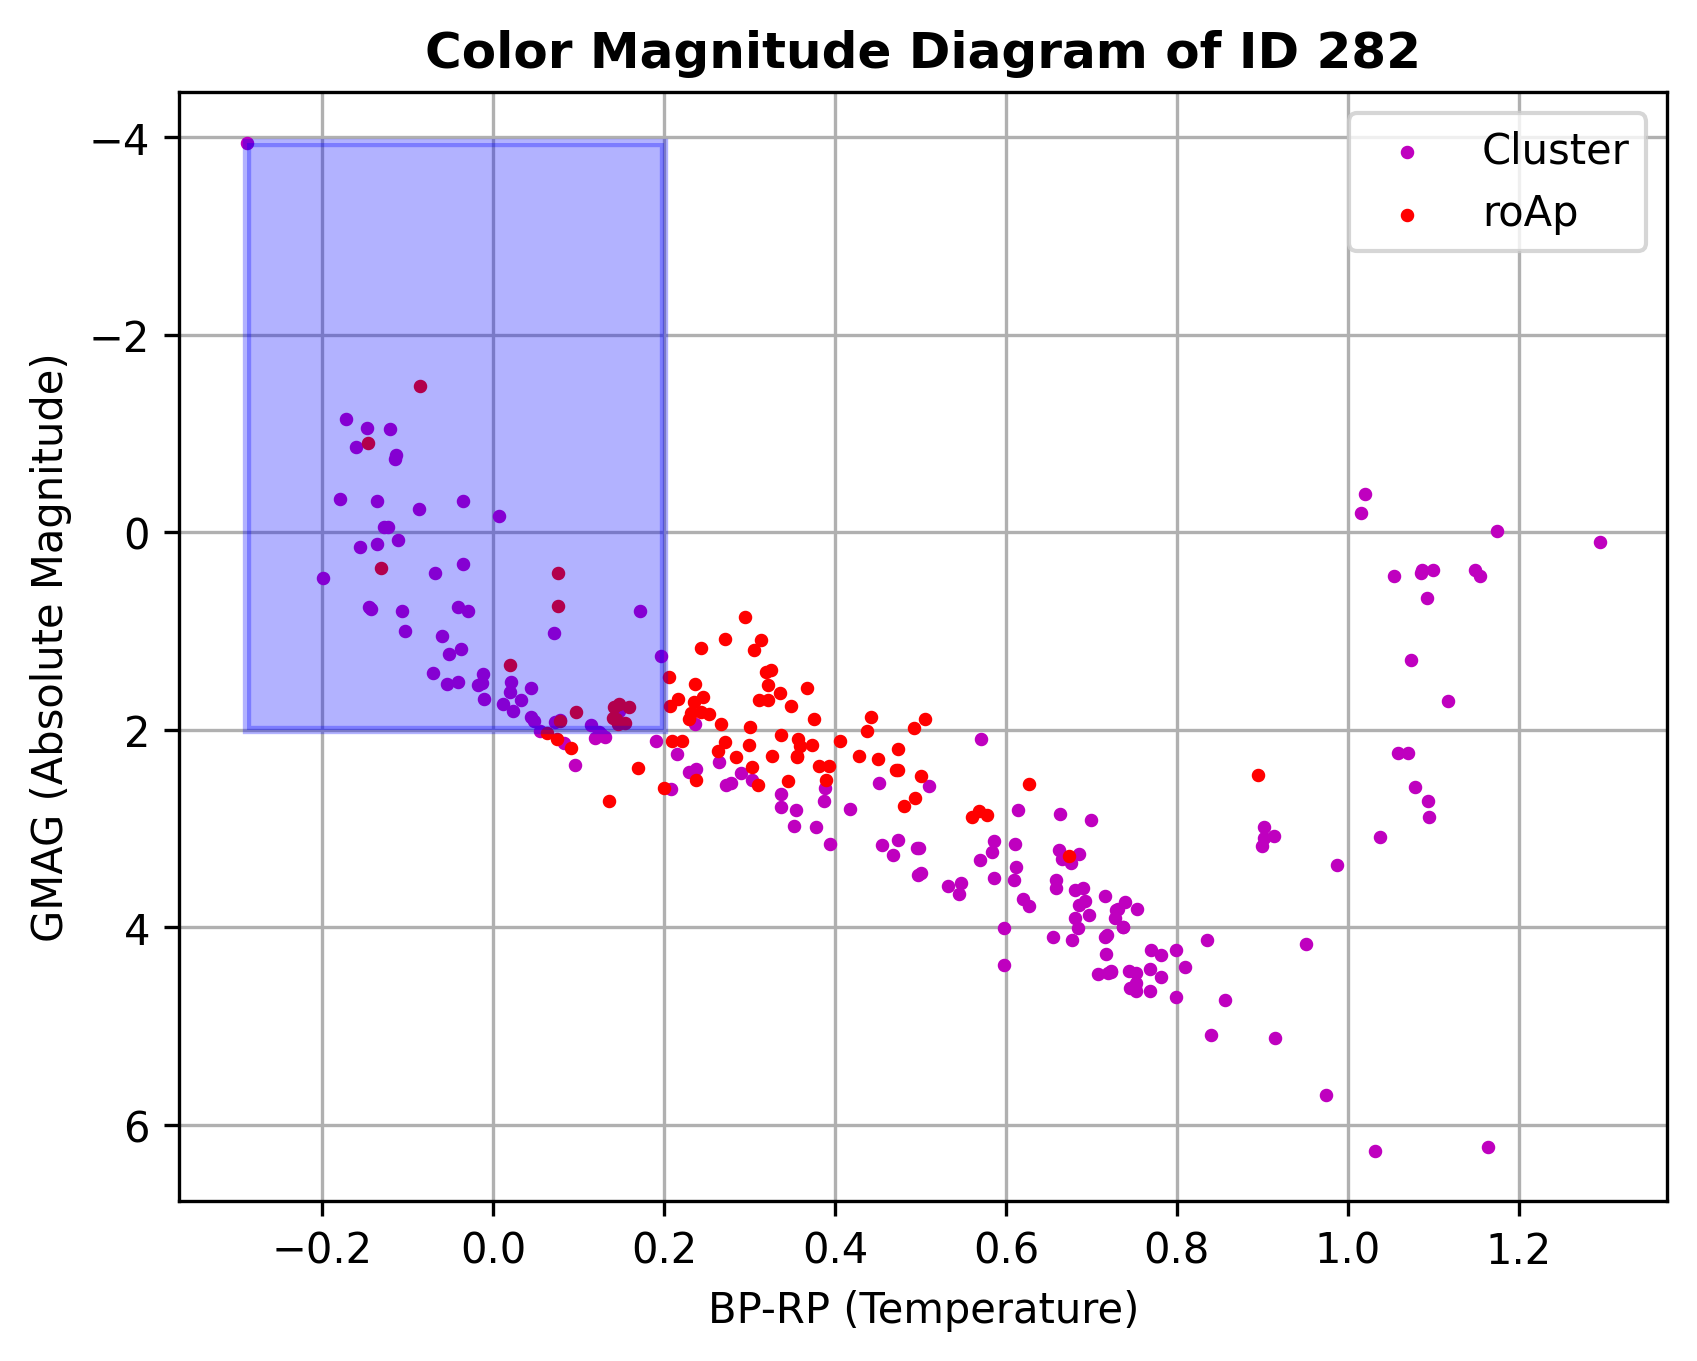 Color Magnitude Diagram of ID 282
Cluster
roAp
GMAG (Absolute Magnitude)
−4
−2
0
2
4
6
−0.2 0.0 0.2 0.4 0.6 0.8 1.0 1.2
BP-RP (Temperature)